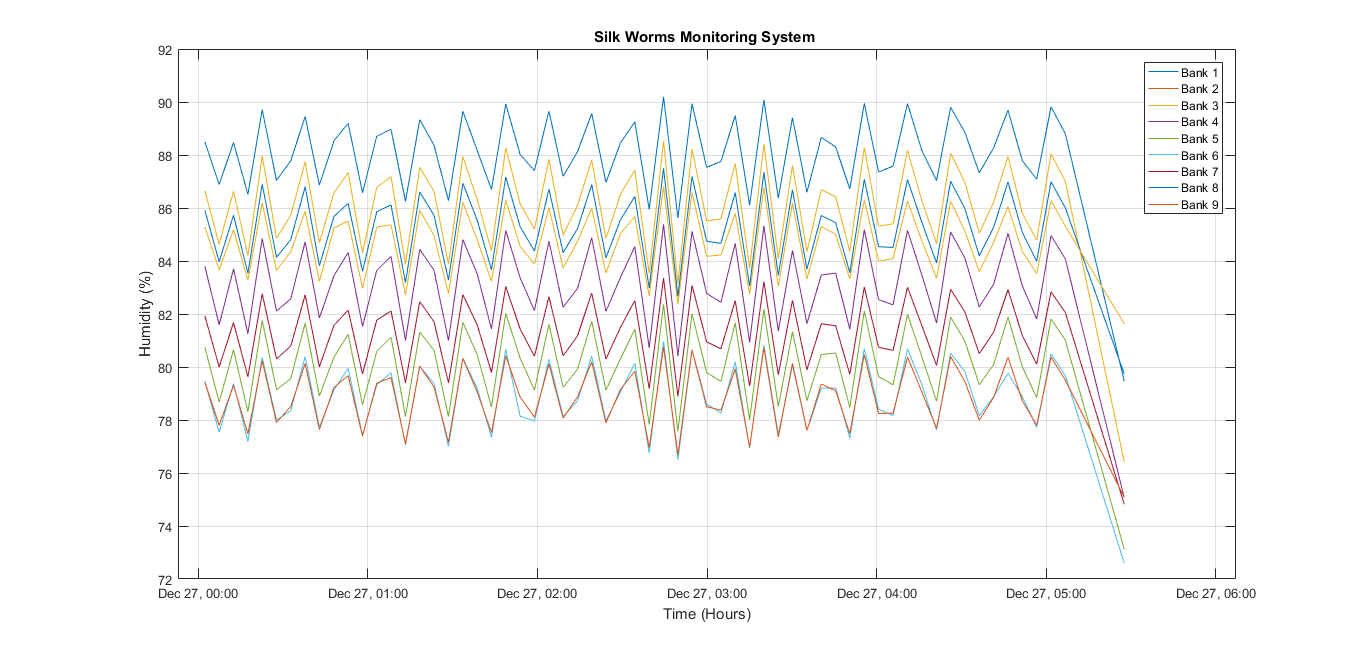 Silk Worms Monitoring System
92
90
88
86
84
82
80
78
76
74
72
Humidity (%)
Bank 1
Bank 2
Bank 3
Bank 4
Bank 5
Bank 6
Bank 7
Bank 8
Bank 9
Dec 27, 00:00 Dec 27, 01:00 Dec 27, 02:00 Dec 27, 03:00 Dec 27, 04:00 Dec 27, 05:00 Dec 27, 06:00
Time (Hours)